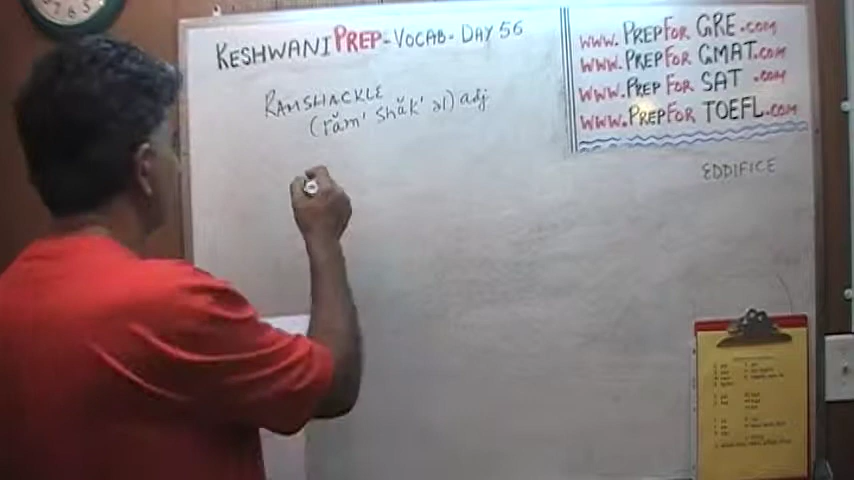 KESHWANI PREP - VOCAB - DAY 56
RAMSHACKLE
(răm' shăk' əl) adj
www.PREPFOR GRE.com
www.PREPFOR GMAT.com
www.PREP FOR SAT.com
www.PREPFOR TOEFL.com
EDDIFICE